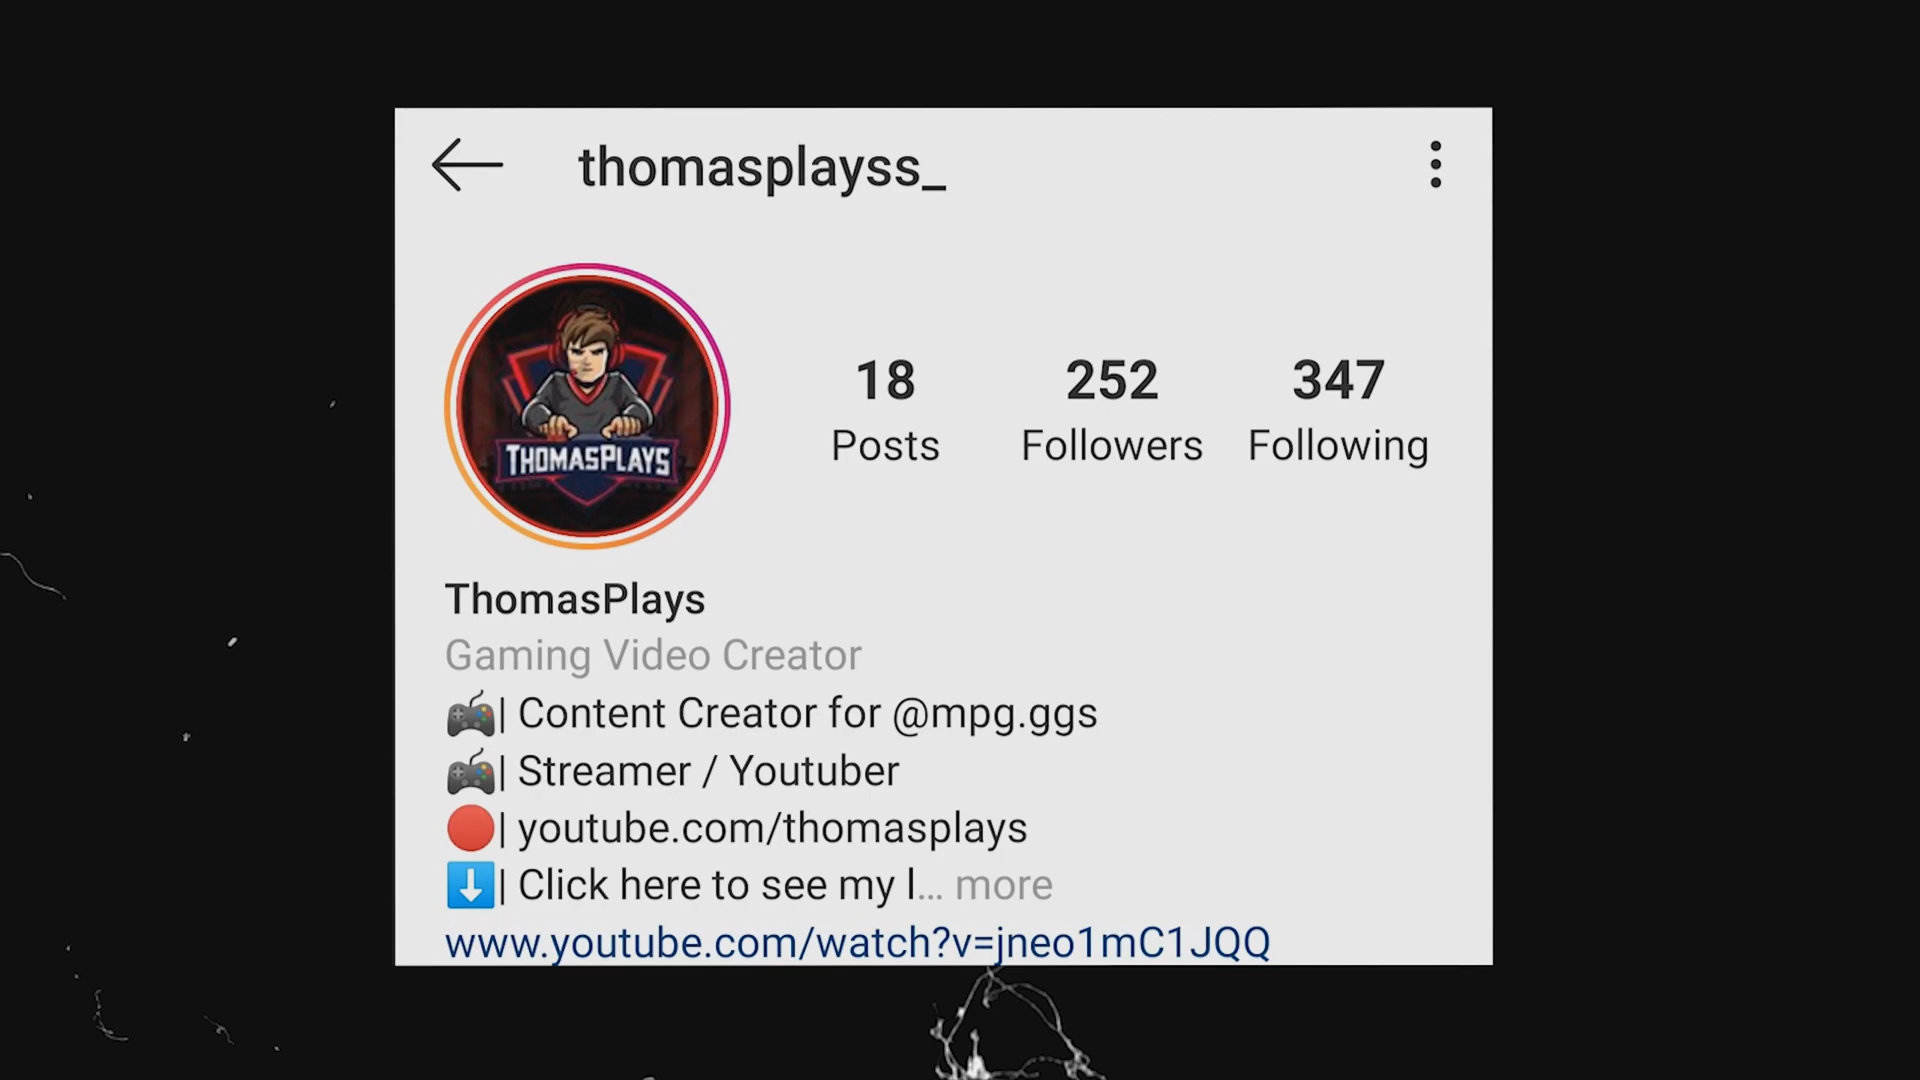 thomasplayss_
THOMASPLAYS
18 252 347
Posts Followers Following
ThomasPlays
Gaming Video Creator
🎮| Content Creator for @mpg.ggs
🎮| Streamer / Youtuber
🔴| youtube.com/thomasplays
⬇️| Click here to see my l... more
www.youtube.com/watch?v=jneo1mC1JQQ